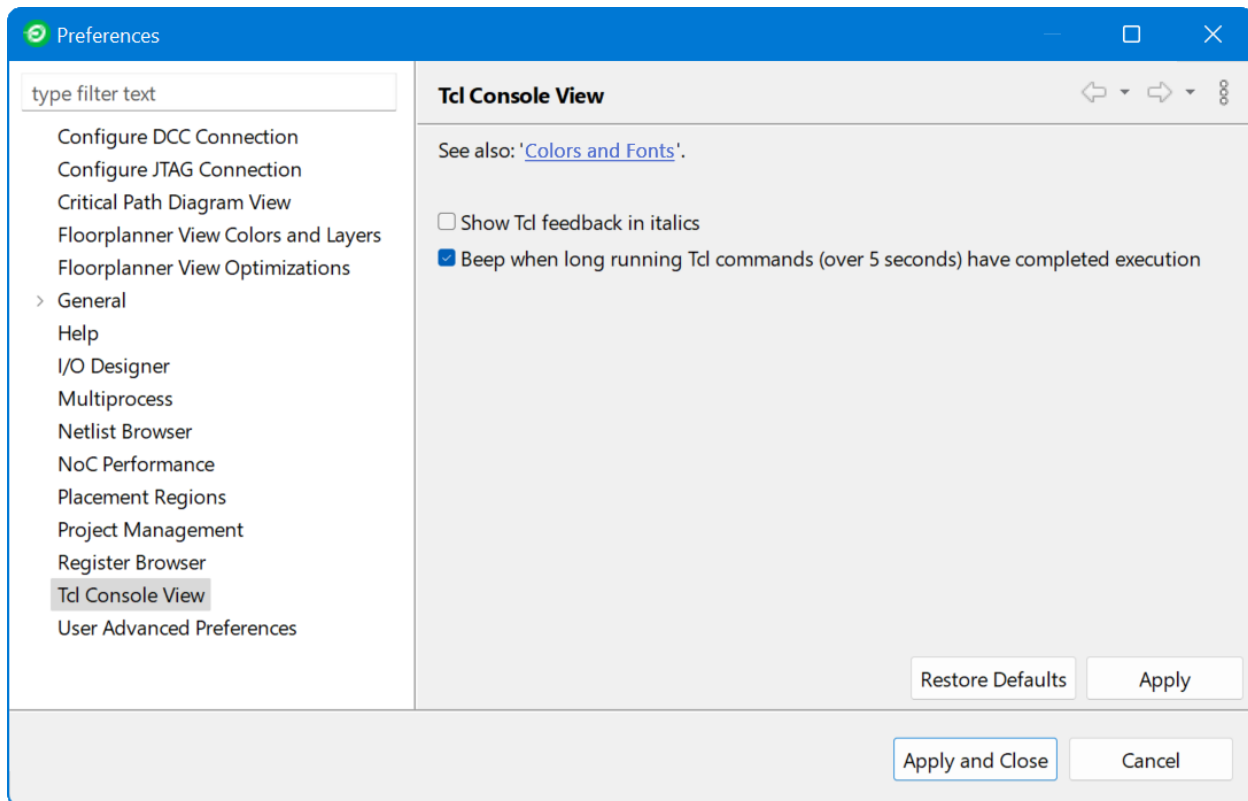 Preferences
type filter text
Configure DCC Connection
Configure JTAG Connection
Critical Path Diagram View
Floorplanner View Colors and Layers
Floorplanner View Optimizations
General
Help
I/O Designer
Multiprocess
Netlist Browser
NoC Performance
Placement Regions
Project Management
Register Browser
Tcl Console View
User Advanced Preferences
Tcl Console View
See also: 'Colors and Fonts'.
Show Tcl feedback in italics
Beep when long running Tcl commands (over 5 seconds) have completed execution
Restore Defaults
Apply
Apply and Close
Cancel